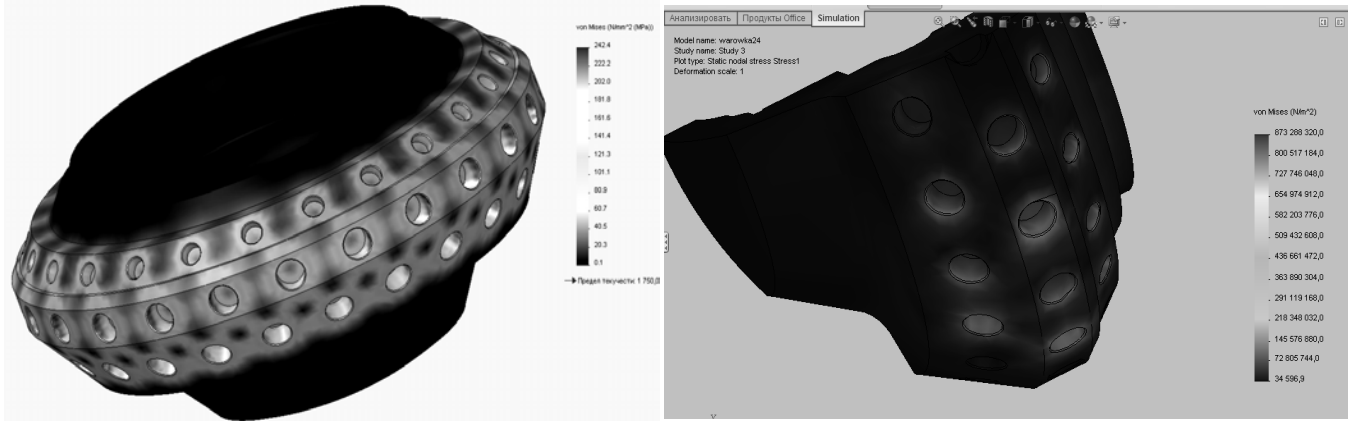 von Mises (N/mm^2 (MPa))
242.4
222.2
202.0
181.8
161.6
141.4
121.3
101.1
80.9
60.7
40.5
20.3
0.1
Предел текучести: 1 750,0
Анализировать Продукты Office Simulation
Model name: warowka24
Study name: Study 3
Plot type: Static nodal stress Stress1
Deformation scale: 1
von Mises (N/m^2)
873 288 320,0
800 517 184,0
727 746 048,0
654 974 912,0
582 203 776,0
509 432 608,0
436 661 472,0
363 890 304,0
291 119 168,0
218 348 032,0
145 576 880,0
72 805 744,0
34 596,9